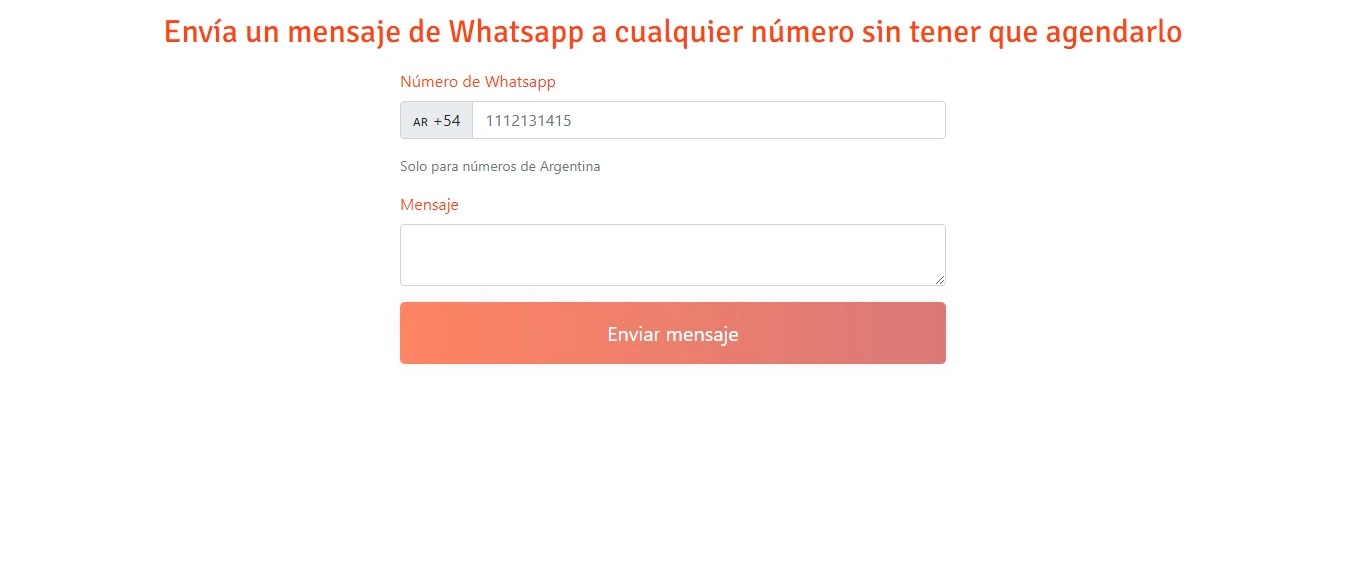 Envía un mensaje de Whatsapp a cualquier número sin tener que agendarlo
Número de Whatsapp
AR +54 1112131415
Solo para números de Argentina
Mensaje
Enviar mensaje